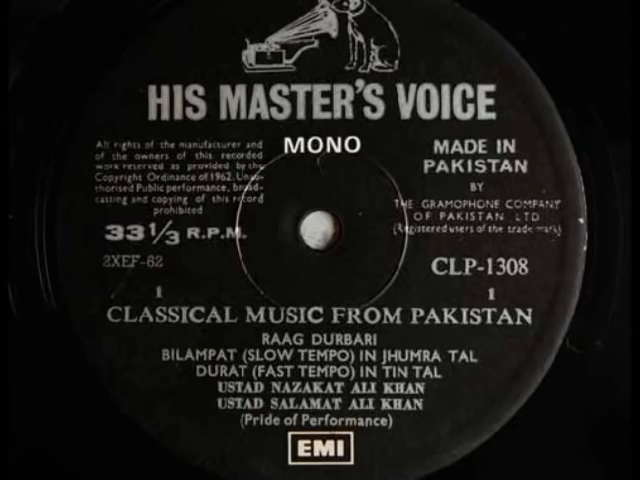 HIS MASTER'S VOICE
All rights of the manufacturer and
of the owners of this recorded
work reserved as provided by the
Copyright Ordinance of 1962. Unau-
thorised Public performance, broad-
casting and copying of this record
prohibited
MONO
MADE IN
PAKISTAN
BY
THE GRAMOPHONE COMPANY
OF PAKISTAN LTD
(Registered users of the trade mark)
33 1/3 R.P.M.
2XEF-62
CLP-1308
1
1
CLASSICAL MUSIC FROM PAKISTAN
RAAG DURBARI
BILAMPAT (SLOW TEMPO) IN JHUMRA TAL
DURAT (FAST TEMPO) IN TIN TAL
USTAD NAZAKAT ALI KHAN
USTAD SALAMAT ALI KHAN
(Pride of Performance)
EMI